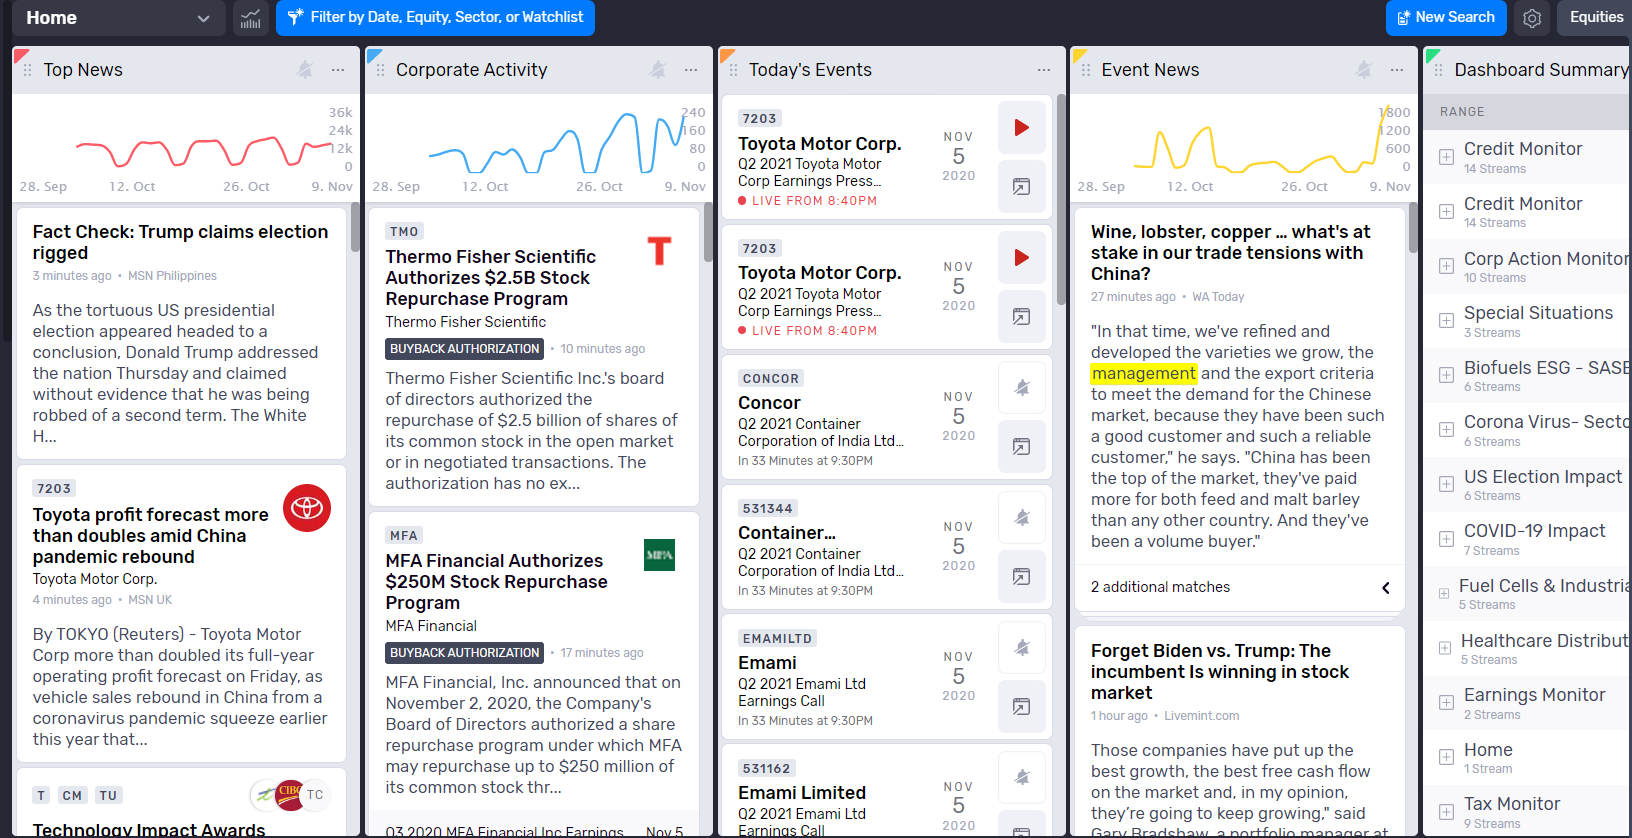 Home
Filter by Date, Equity, Sector, or Watchlist
New Search
Equities
Top News
36k
24k
12k
0
28. Sep
12. Oct
26. Oct
9. Nov
Fact Check: Trump claims election
rigged
3 minutes ago • MSN Philippines
As the tortuous US presidential
election appeared headed to a
conclusion, Donald Trump addressed
the nation Thursday and claimed
without evidence that he was being
robbed of a second term. The White
H...
7203
Toyota profit forecast more
than doubles amid China
pandemic rebound
Toyota Motor Corp.
4 minutes ago • MSN UK
By TOKYO (Reuters) - Toyota Motor
Corp more than doubled its full-year
operating profit forecast on Friday, as
vehicle sales rebound in China from a
coronavirus pandemic squeeze earlier
this year that...
T CM TU
CIBC
TC
Technology Impact Awards
Corporate Activity
240
160
80
0
28. Sep
12. Oct
26. Oct
9. Nov
TMO
T
Thermo Fisher Scientific
Authorizes $2.5B Stock
Repurchase Program
Thermo Fisher Scientific
BUYBACK AUTHORIZATION • 10 minutes ago
Thermo Fisher Scientific Inc.'s board
of directors authorized the
repurchase of $2.5 billion of shares of
its common stock in the open market
or in negotiated transactions. The
authorization has no ex...
MFA
MFA
MFA Financial Authorizes
$250M Stock Repurchase
Program
MFA Financial
BUYBACK AUTHORIZATION • 17 minutes ago
MFA Financial, Inc. announced that on
November 2, 2020, the Company's
Board of Directors authorized a share
repurchase program under which MFA
may repurchase up to $250 million of
its common stock thr...
Q3 2020 MFA Financial Inc Earnings
Nov 5
Today's Events
7203
Toyota Motor Corp.
Q2 2021 Toyota Motor
Corp Earnings Press...
LIVE FROM 8:40PM
NOV
5
2020
7203
Toyota Motor Corp.
Q2 2021 Toyota Motor
Corp Earnings Press...
LIVE FROM 8:40PM
NOV
5
2020
CONCOR
Concor
Q2 2021 Container
Corporation of India Ltd...
In 33 Minutes at 9:30PM
NOV
5
2020
531344
Container...
Q2 2021 Container
Corporation of India Ltd...
In 33 Minutes at 9:30PM
NOV
5
2020
EMAMILTD
Emami
Q2 2021 Emami Ltd
Earnings Call
In 33 Minutes at 9:30PM
NOV
5
2020
531162
Emami Limited
Q2 2021 Emami Ltd
Earnings Call
NOV
5
2020
Event News
1800
1200
600
0
28. Sep
12. Oct
26. Oct
9. Nov
Wine, lobster, copper ... what's at
stake in our trade tensions with
China?
27 minutes ago • WA Today
"In that time, we've refined and
developed the varieties we grow, the
management and the export criteria
to meet the demand for the Chinese
market, because they have been such
a good customer and such a reliable
customer," he says. "China has been
the top of the market, they've paid
more for both feed and malt barley
than any other country. And they've
been a volume buyer."
2 additional matches
Forget Biden vs. Trump: The
incumbent Is winning in stock
market
1 hour ago • Livemint.com
Those companies have put up the
best growth, the best free cash flow
on the market and, in my opinion,
they're going to keep growing," said
Gary Bradshaw, a portfolio manager at
Dashboard Summary
RANGE
Credit Monitor
14 Streams
Credit Monitor
14 Streams
Corp Action Monitor
10 Streams
Special Situations
3 Streams
Biofuels ESG - SASB
6 Streams
Corona Virus- Secto
6 Streams
US Election Impact
6 Streams
COVID-19 Impact
7 Streams
Fuel Cells & Industria
5 Streams
Healthcare Distribut
5 Streams
Earnings Monitor
2 Streams
Home
1 Stream
Tax Monitor
9 Streams